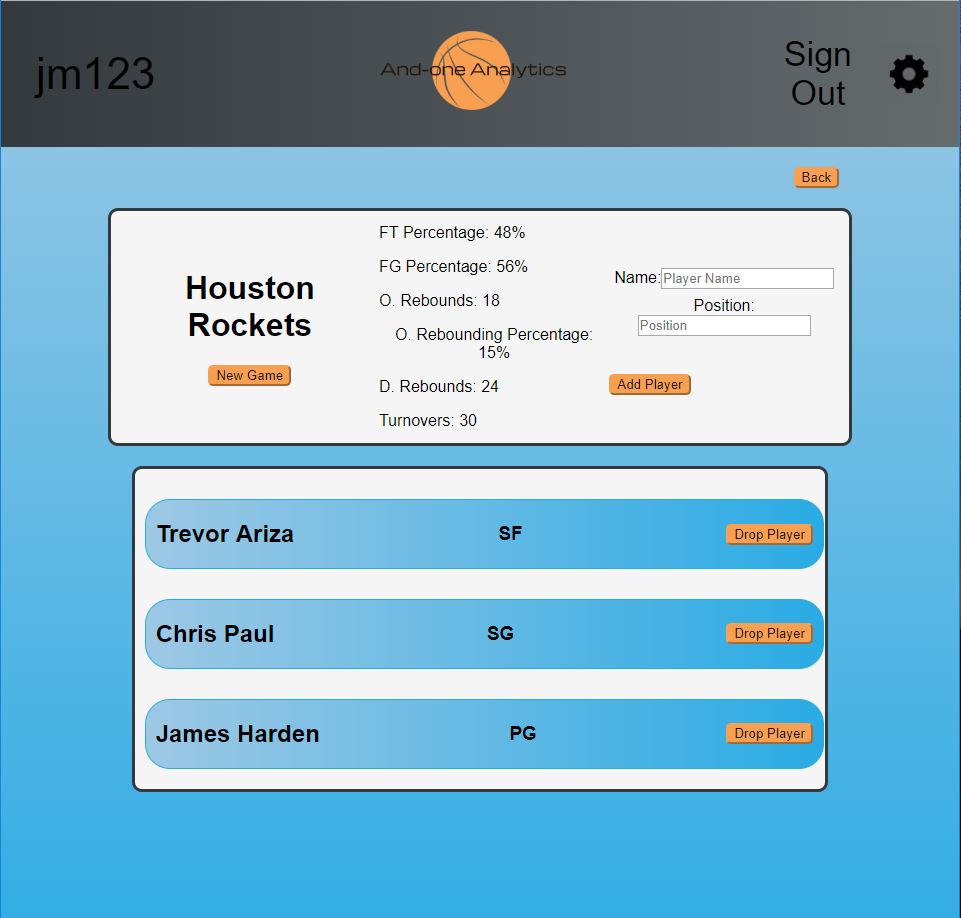 jm123
And-one Analytics
Sign
Out
Back
Houston
Rockets
New Game
FT Percentage: 48%
FG Percentage: 56%
O. Rebounds: 18
O. Rebounding Percentage:
15%
D. Rebounds: 24
Turnovers: 30
Name:Player Name
Position:
Position
Add Player
Trevor Ariza SF Drop Player
Chris Paul SG Drop Player
James Harden PG Drop Player